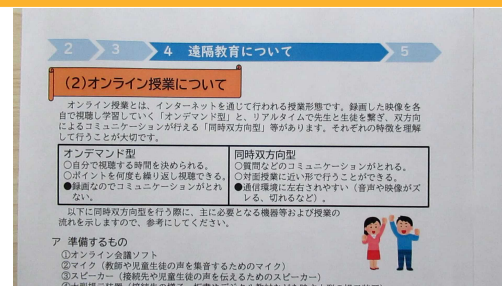 2 3 4 遠隔教育について 5
(2)オンライン授業について
オンライン授業とは、インターネットを通じて行われる授業形態です。録画した映像を各
自で視聴し学習していく「オンデマンド型」と、リアルタイムで先生と生徒を繋ぎ、双方向
によるコミュニケーションが行える「同時双方向型」等があります。それぞれの特徴を理解
して行うことが大切です。
オンデマンド型
○自分で視聴する時間を決められる。
○ポイントを何度も繰り返し視聴できる。
●録画なのでコミュニケーションがとれ
ない。
同時双方向型
○質問などのコミュニケーションがとれる。
○対面授業に近い形で行うことができる。
●通信環境に左右されやすい（音声や映像がズ
レる、切れるなど）。
以下に同時双方向型を行う際に、主に必要となる機器等および授業の
流れを示しますので、参考にしてください。
ア 準備するもの
①オンライン会議ソフト
②マイク（教師や児童生徒の声を集音するためのマイク）
③スピーカー（接続先や児童生徒の声を伝えるためのスピーカー）